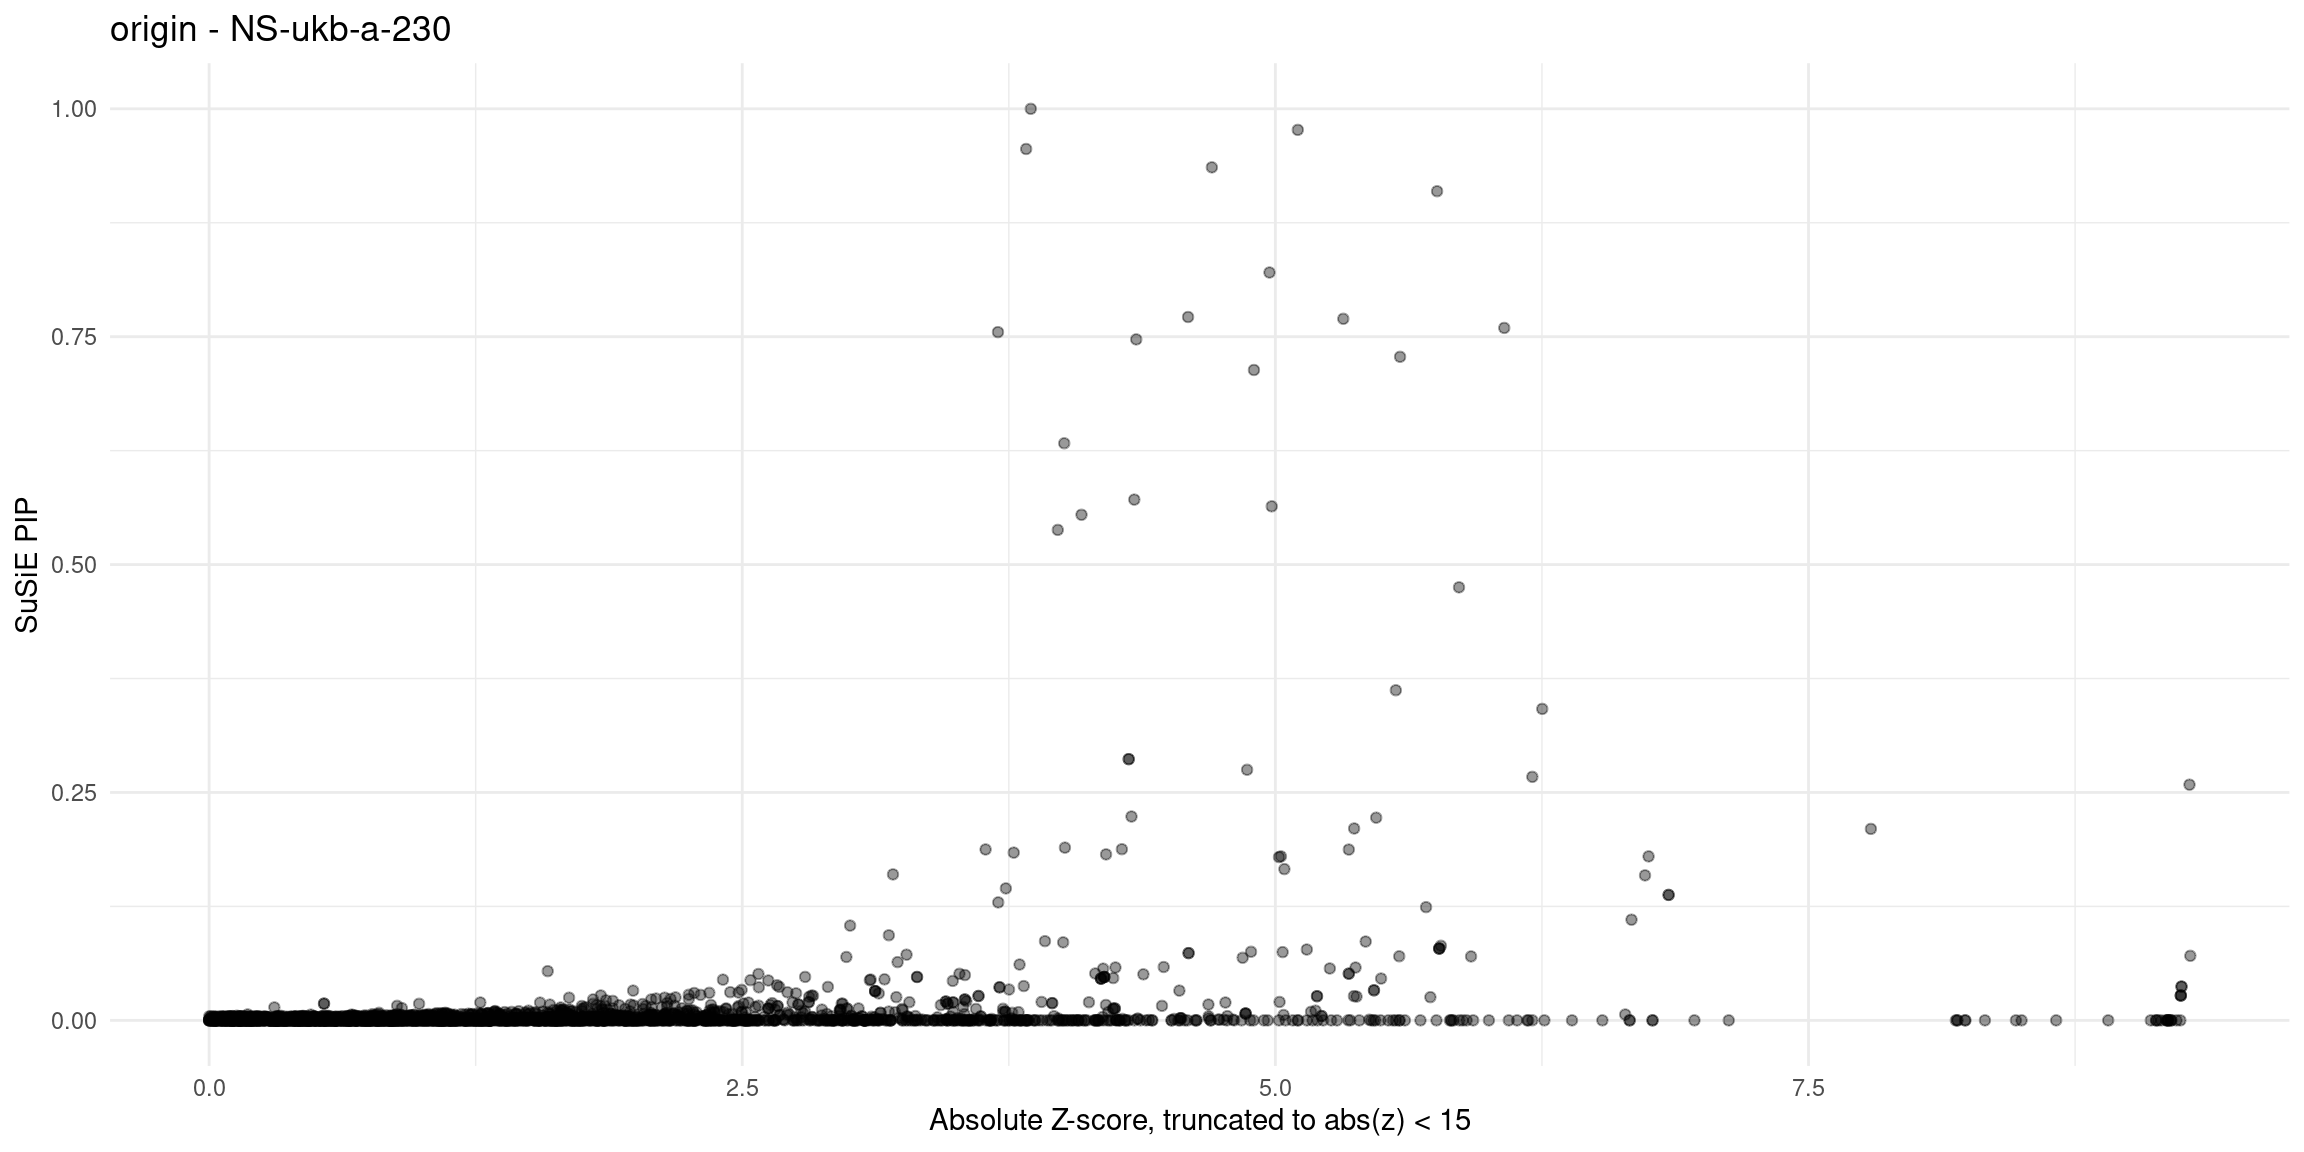 origin - NS-ukb-a-230
1.00
0.75
0.50
0.25
0.00
SuSiE PIP
0.0 2.5 5.0 7.5
Absolute Z-score, truncated to abs(z) < 15